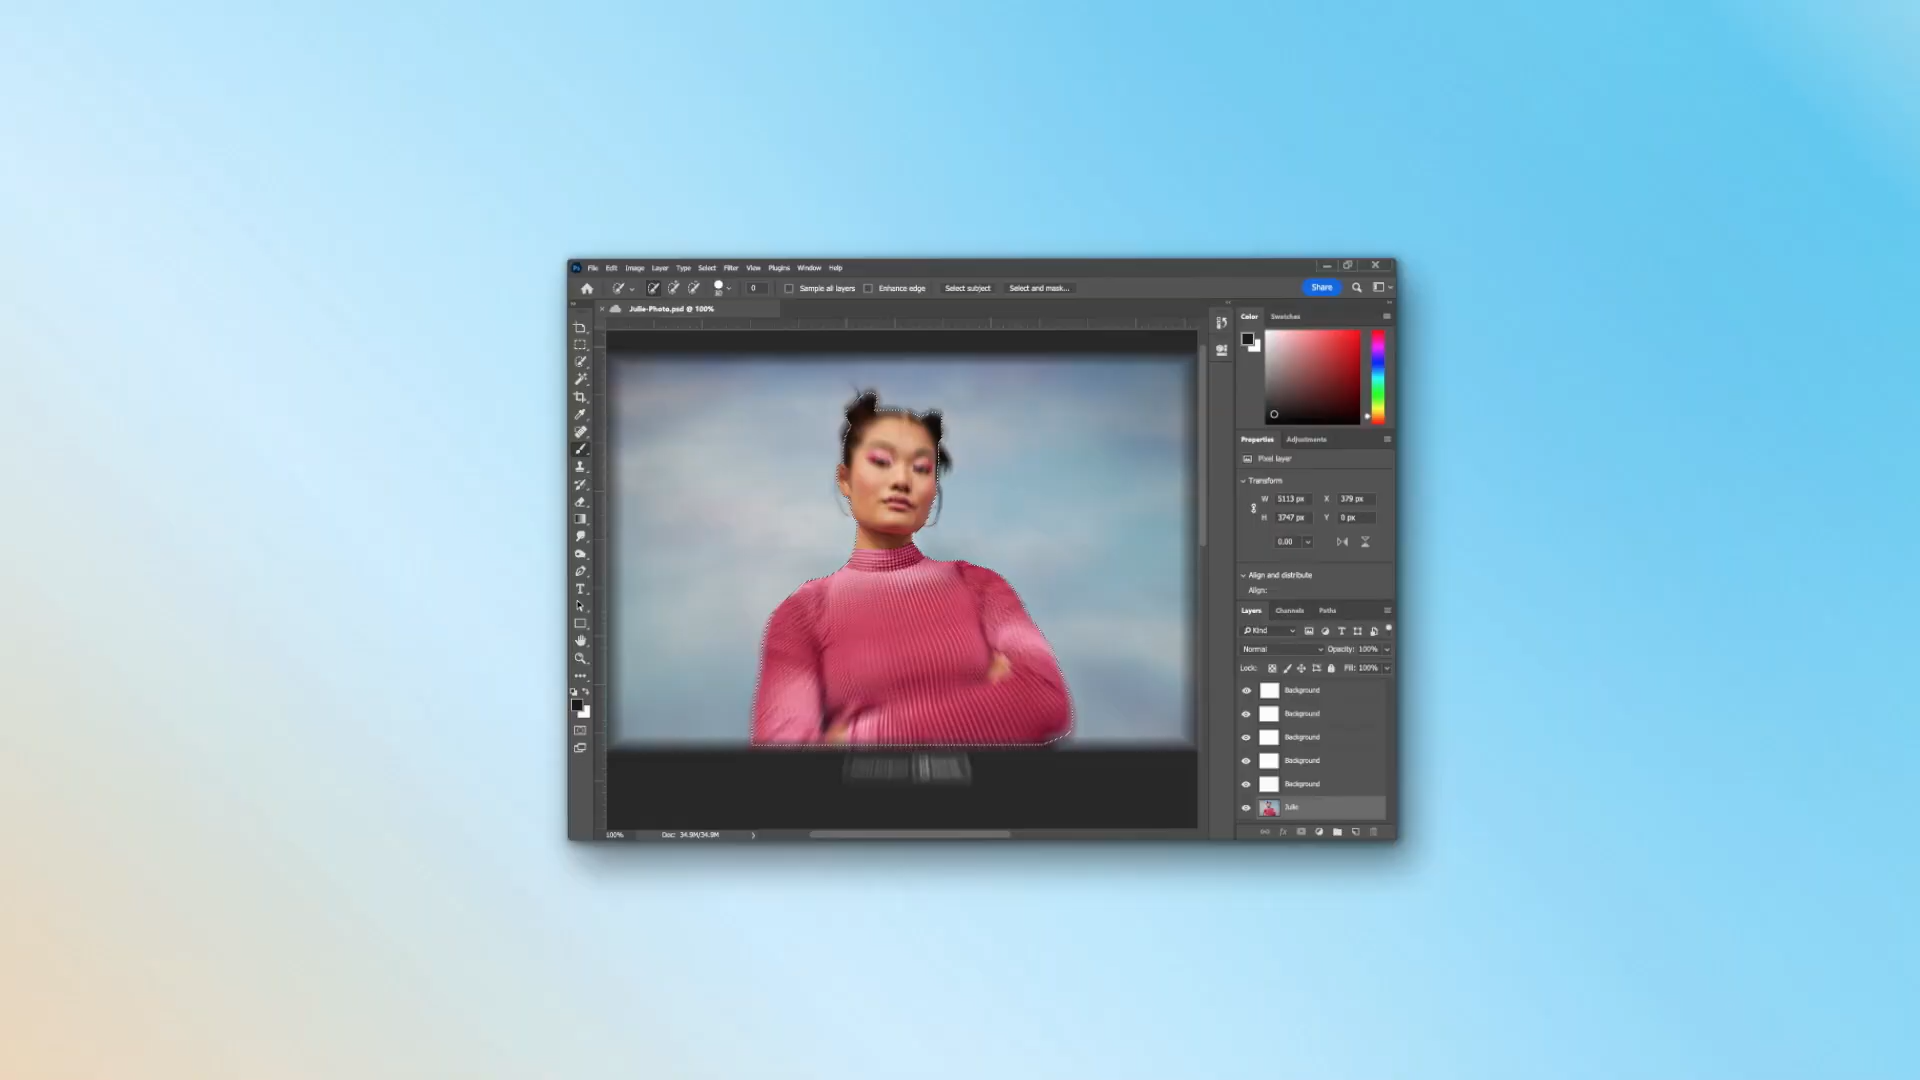 Ps File Edit Image Layer Type Select Filter View Plugins Window Help
30 0 Sample all layers Enhance edge Select subject Select and mask... Share
Julie-Photo.psd @ 100%
Color Swatches
Properties Adjustments
Pixel layer
Transform
W 5113 px X 379 px
H 3747 px Y 0 px
0.00
Align and distribute
Align:
Layers Channels Paths
Kind
Normal Opacity: 100%
Lock: Fill: 100%
Background
Background
Background
Background
Background
Julie
100% Doc: 34.9M/34.9M